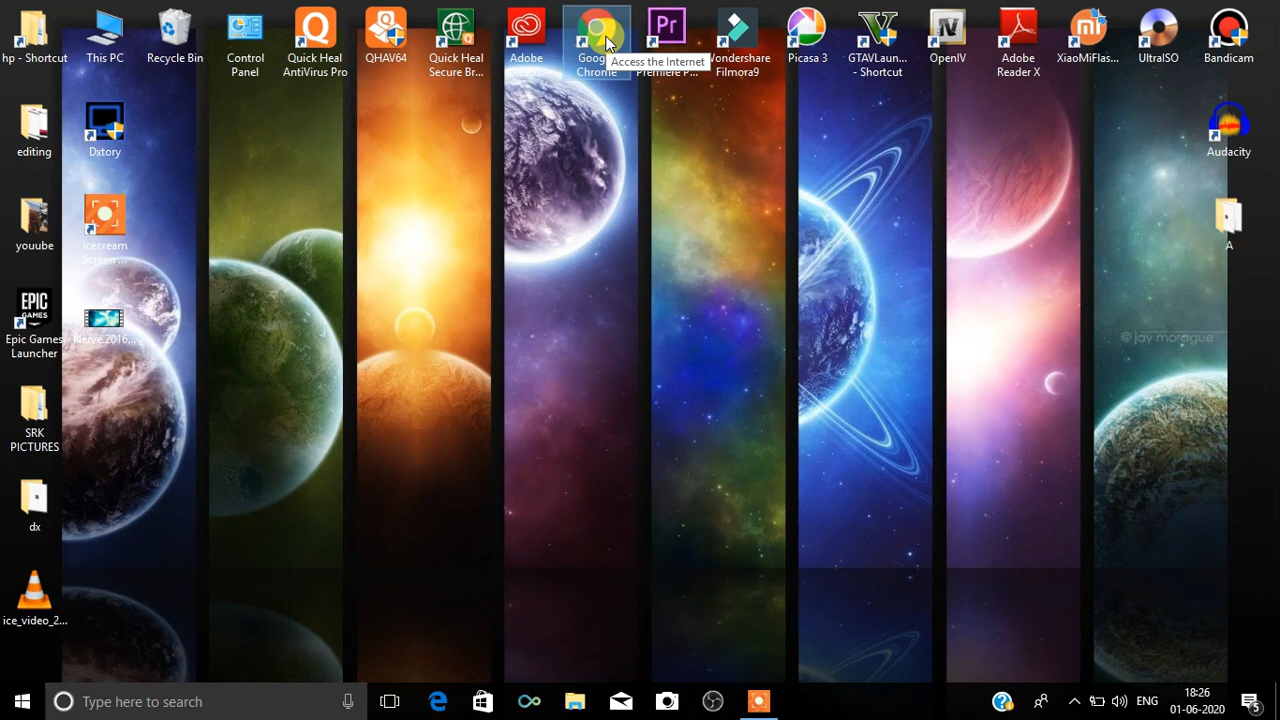 hp - Shortcut
This PC
Recycle Bin
Control
Panel
Quick Heal
AntiVirus Pro
QHAV64
Quick Heal
Secure Br...
Adobe
Google
Chrome
Access the Internet
Premiere P...
Wondershare
Filmora9
Picasa 3
GTAVLaun...
- Shortcut
OpenIV
Adobe
Reader X
XiaoMiFlas...
UltraISO
Bandicam
editing
Dxtory
Audacity
youube
Icecream
Screen ...
A
EPIC
GAMES
Epic Games
Launcher
Nerve.2016...
© jay morague
SRK
PICTURES
dx
ice_video_2...
Type here to search
ENG
18:26
01-06-2020
5